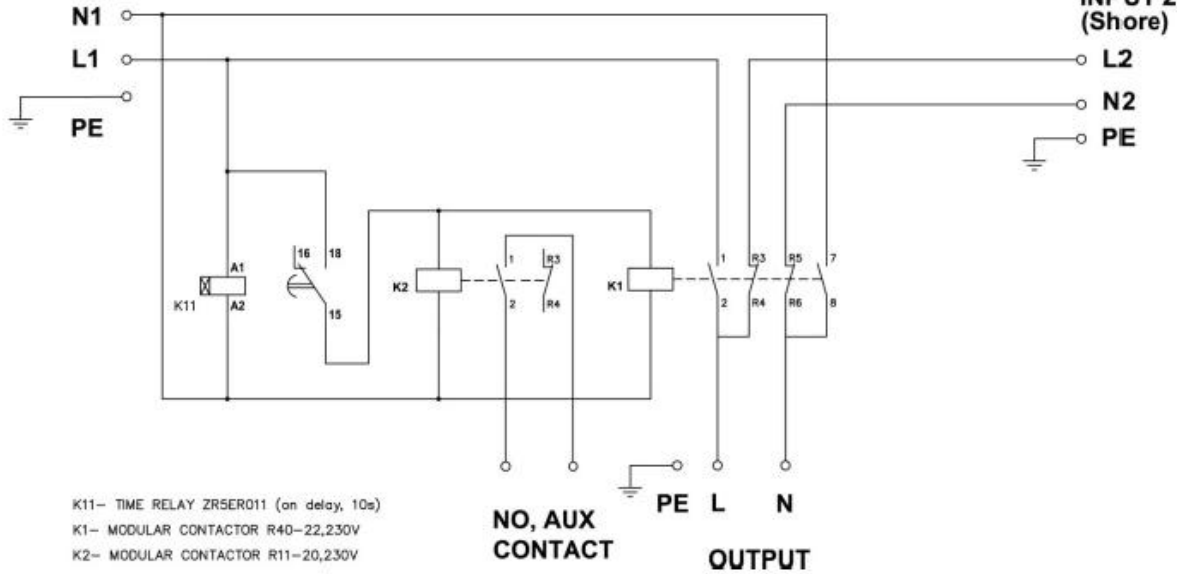 N1
INPUT 2
(Shore)
L1
L2
N2
PE
PE
A1
K11
A2
16
18
15
K2
1
2
R3
R4
K1
1
2
R3
R4
R5
R6
7
8
PE L N
NO, AUX
CONTACT
OUTPUT
K11– TIME RELAY ZR5ER011 (on delay, 10s)
K1– MODULAR CONTACTOR R40–22,230V
K2– MODULAR CONTACTOR R11–20,230V